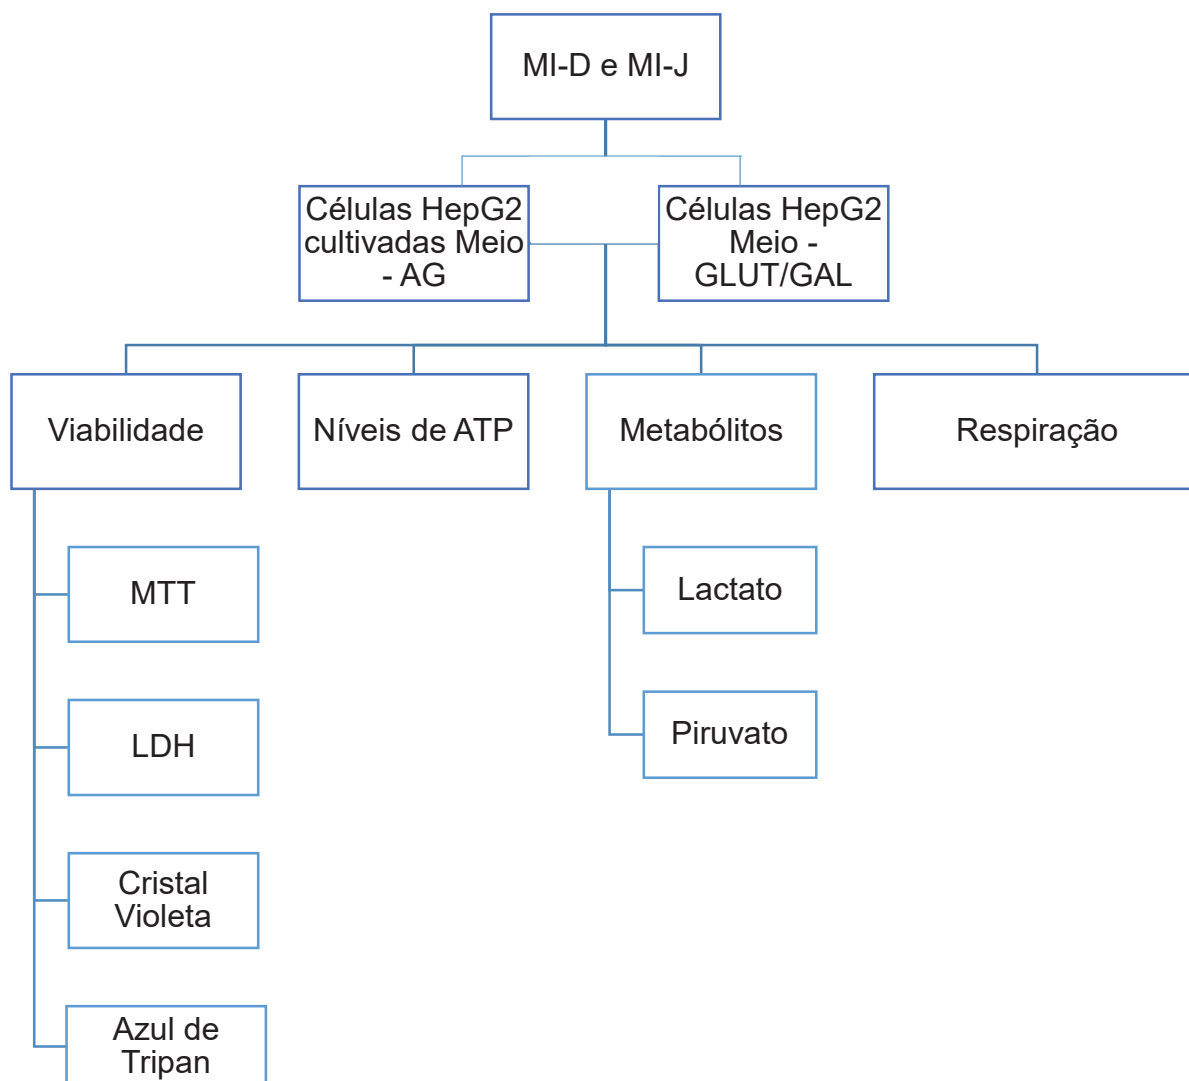 MI-D e MI-J
Células HepG2
cultivadas Meio
- AG
Células HepG2
Meio -
GLUT/GAL
Viabilidade
Níveis de ATP
Metabólitos
Respiração
MTT
LDH
Cristal
Violeta
Azul de
Tripan
Lactato
Piruvato